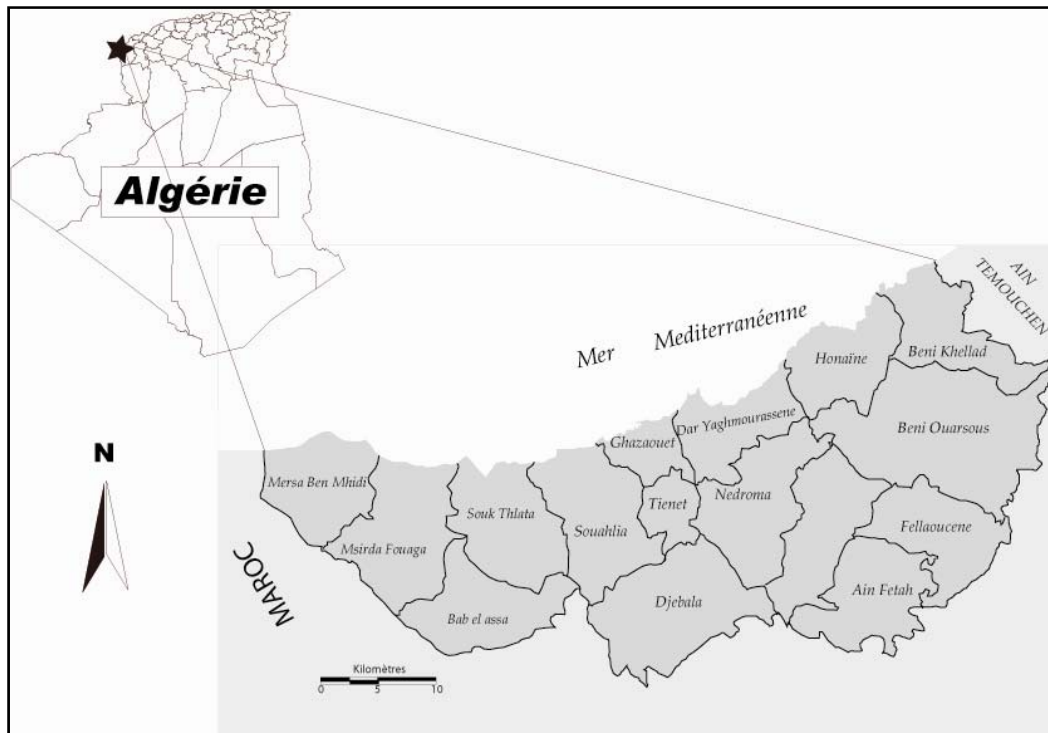 Algérie
AIN
TEMOUCHEN
Mer Mediterranéenne
Honaïne
Beni Khellad
Dar Yaghmourassene
Ghazaouet
Beni Ouarsous
N
Mersa Ben Mhidi
Souk Thlata
Tienet
Nedroma
Souahlia
Fellaoucene
Msirda Fouaga
MAROC
Djebala
Ain Fetah
Bab el assa
Kilomètres
0 5 10